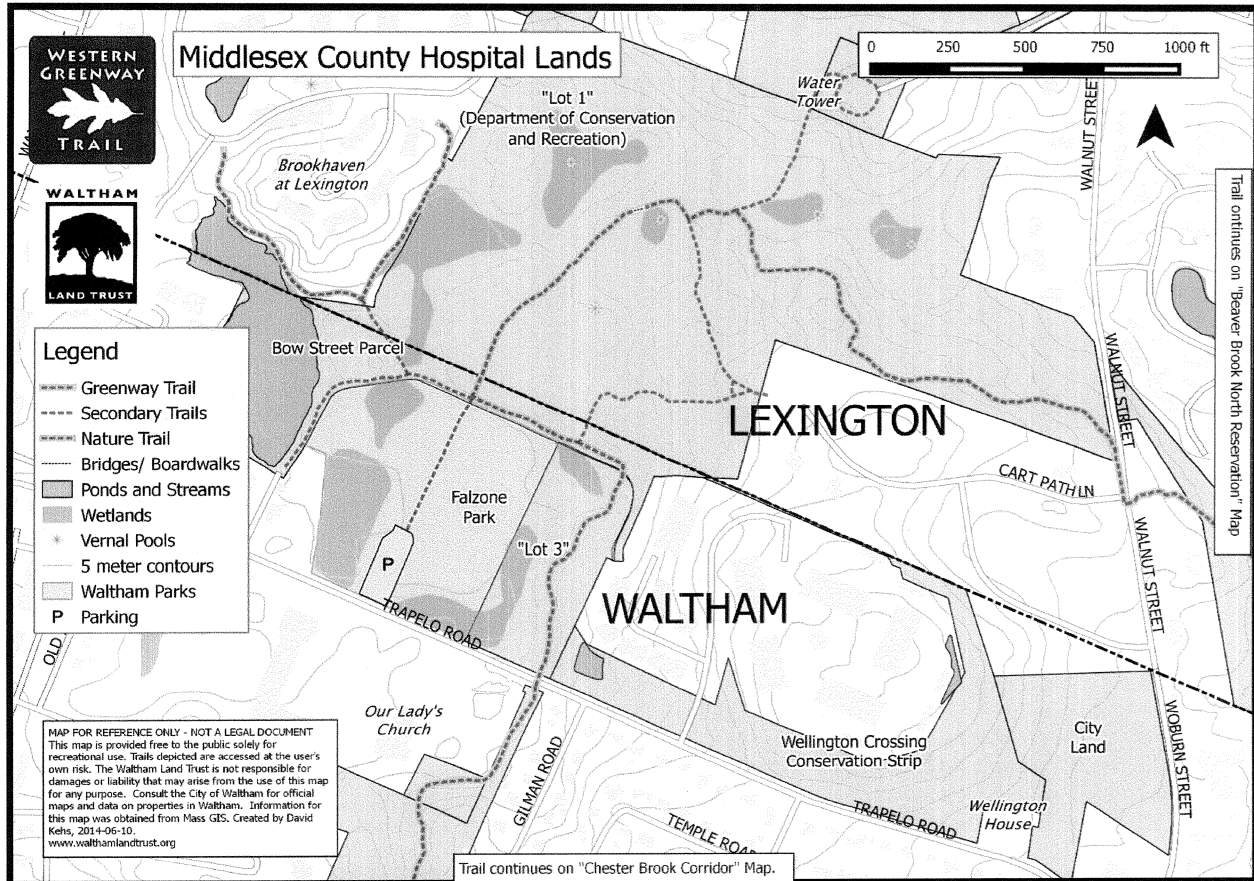 WESTERN
GREENWAY
TRAIL
Middlesex County Hospital Lands
0 250 500 750 1000 ft
WALTHAM
LAND TRUST
"Lot 1"
(Department of Conservation
and Recreation)
Water
Tower
WALNUT STREET
Brookhaven
at Lexington
Trail ontinues on "Beaver Brook North Reservation" Map
Bow Street Parcel
Legend
Greenway Trail
Secondary Trails
Nature Trail
Bridges/ Boardwalks
Ponds and Streams
Wetlands
Vernal Pools
5 meter contours
Waltham Parks
P Parking
WALNUT STREET
LEXINGTON
CART PATH LN
Falzone
Park
"Lot 3"
P
WALTHAM
TRAPELO ROAD
WALNUT STREET
OLD
Our Lady's
Church
GILMAN ROAD
Wellington Crossing
Conservation Strip
City
Land
WOBURN STREET
TRAPELO ROAD
Wellington
House
TEMPLE ROAD
MAP FOR REFERENCE ONLY - NOT A LEGAL DOCUMENT
This map is provided free to the public solely for
recreational use. Trails depicted are accessed at the user's
own risk. The Waltham Land Trust is not responsible for
damages or liability that may arise from the use of this map
for any purpose. Consult the City of Waltham for official
maps and data on properties in Waltham. Information for
this map was obtained from Mass GIS. Created by David
Kehs, 2014-06-10.
www.walthamlandtrust.org
Trail continues on "Chester Brook Corridor" Map.